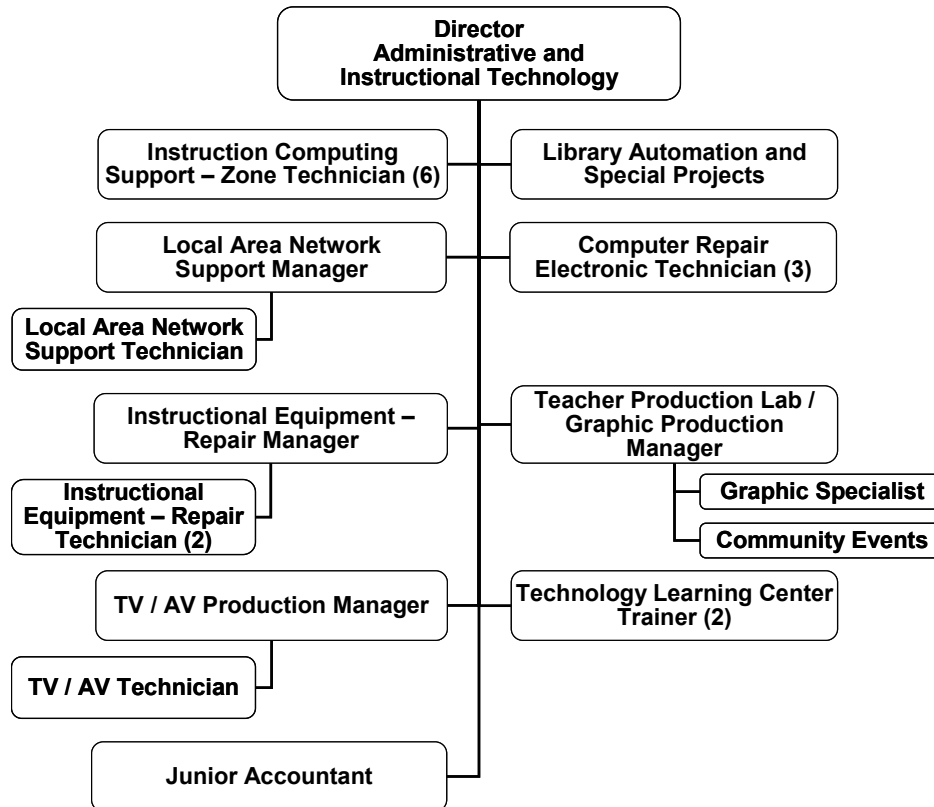 Director
Administrative and
Instructional Technology
Instruction Computing
Support – Zone Technician (6)
Library Automation and
Special Projects
Local Area Network
Support Manager
Computer Repair
Electronic Technician (3)
Local Area Network
Support Technician
Instructional Equipment –
Repair Manager
Teacher Production Lab /
Graphic Production
Manager
Instructional
Equipment – Repair
Technician (2)
Graphic Specialist
Community Events
TV / AV Production Manager
Technology Learning Center
Trainer (2)
TV / AV Technician
Junior Accountant